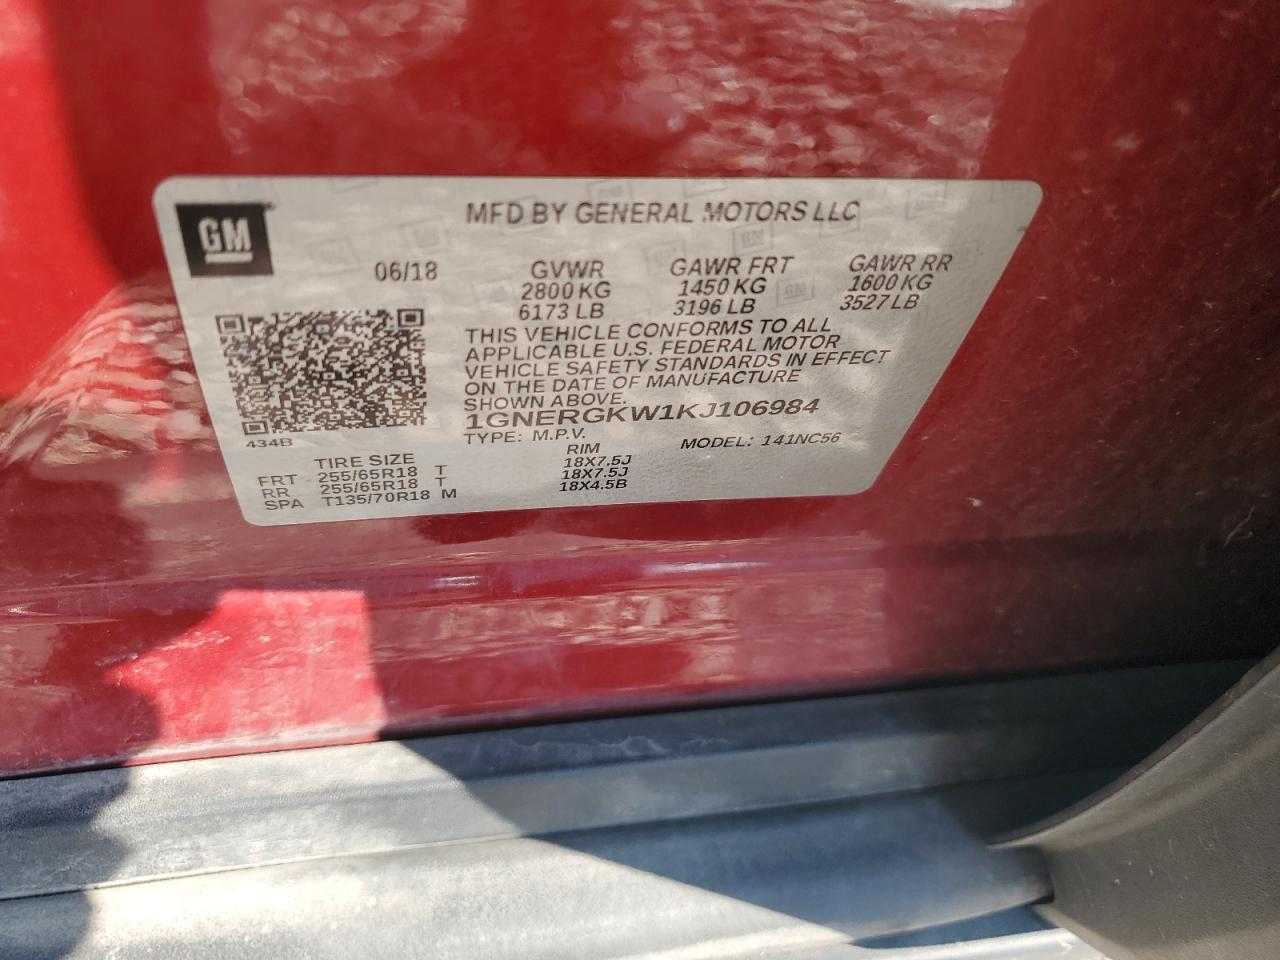 GM
MFD BY GENERAL MOTORS LLC
06/18 GVWR GAWR FRT GAWR RR
2800 KG 1450 KG 1600 KG
6173 LB 3196 LB 3527 LB
THIS VEHICLE CONFORMS TO ALL
APPLICABLE U.S. FEDERAL MOTOR
VEHICLE SAFETY STANDARDS IN EFFECT
ON THE DATE OF MANUFACTURE
SHOWN ABOVE.
1GNERGKW1KJ106984
434B TYPE: M.P.V. MODEL: 141NC56
TIRE SIZE RIM
FRT 255/65R18 T 18X7.5J
RR 255/65R18 T 18X7.5J
SPA T135/70R18 M 18X4.5B